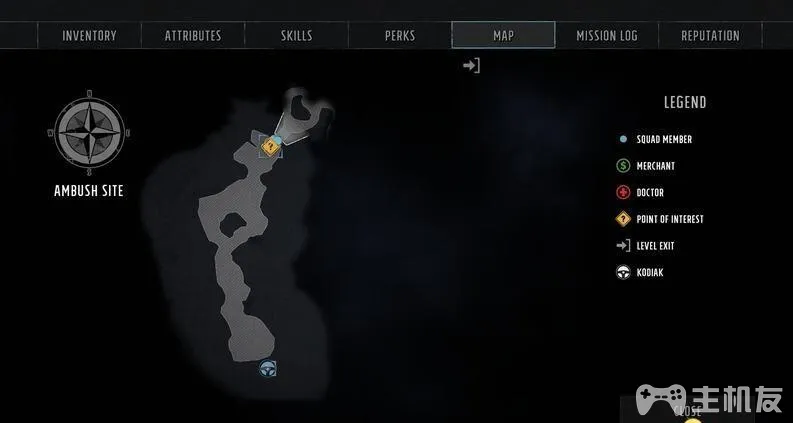 INVENTORY ATTRIBUTES SKILLS PERKS MAP MISSION LOG REPUTATION
N
W E
S
AMBUSH SITE
?
LEGEND
SQUAD MEMBER
$ MERCHANT
DOCTOR
? POINT OF INTEREST
LEVEL EXIT
KODIAK
CLOSE
主机友